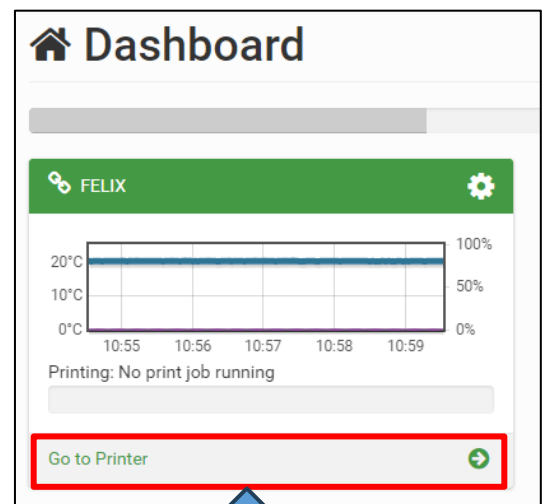 Dashboard
FELIX
100%
20°C
50%
10°C
0°C
0%
10:55 10:56 10:57 10:58 10:59
Printing: No print job running
Go to Printer